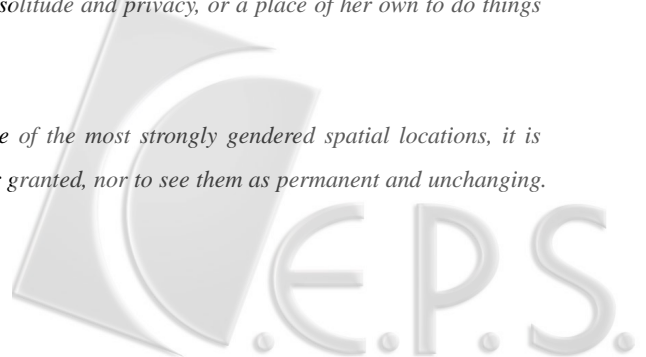 solitude and privacy, or a place of her own to do things
of the most strongly gendered spatial locations, it is
granted, nor to see them as permanent and unchanging.
C.E.P.S.